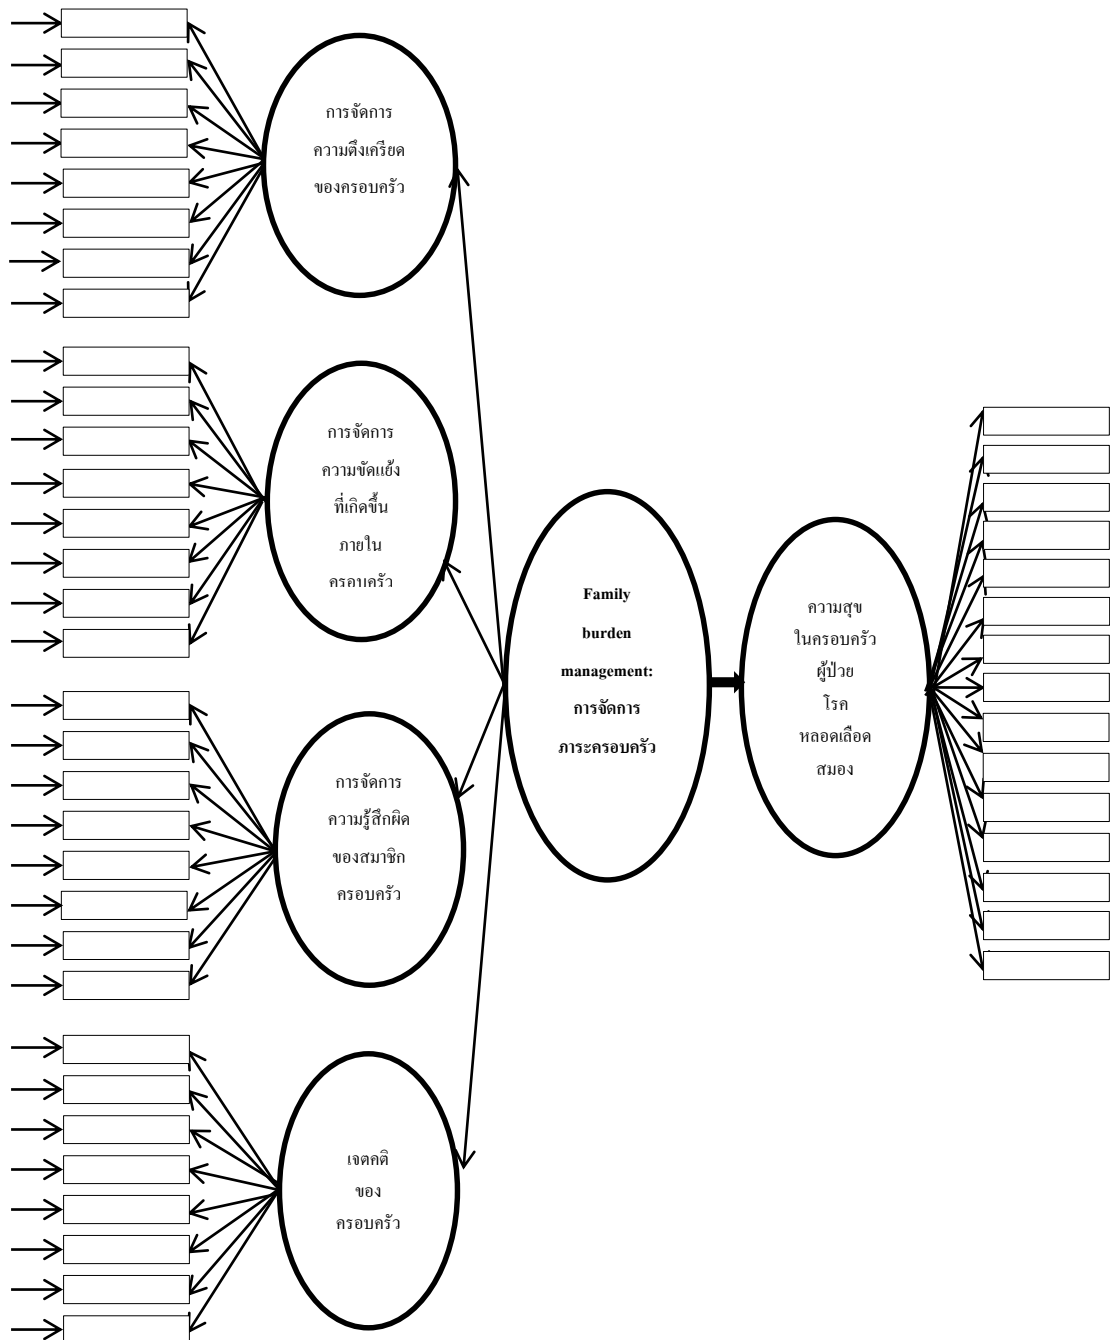 การจัดการ
ความตึงเครียด
ของครอบครัว
การจัดการ
ความขัดแย้ง
ที่เกิดขึ้น
ภายใน
ครอบครัว
การจัดการ
ความรู้สึกผิด
ของสมาชิก
ครอบครัว
เจตคติ
ของ
ครอบครัว
Family
burden
management:
การจัดการ
ภาระครอบครัว
ความสุข
ในครอบครัว
ผู้ป่วย
โรค
หลอดเลือด
สมอง